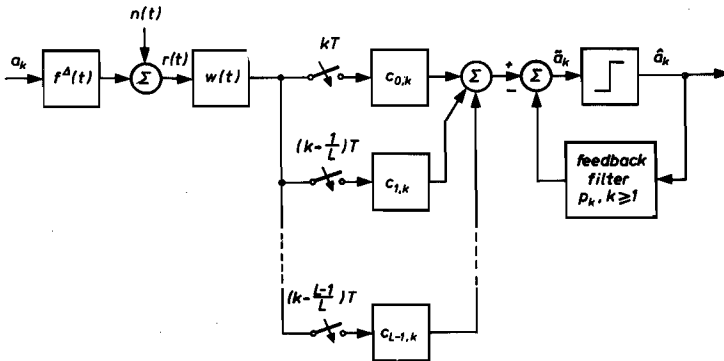 n(t)
a_k
f^Δ(t)
Σ
r(t)
w(t)
kT
c_{0,k}
Σ
+
−
Σ
ã_k
â_k
(k-1/L)T
c_{1,k}
feedback
filter
p_k, k≥1
(k-L-1/L)T
c_{L-1,k}